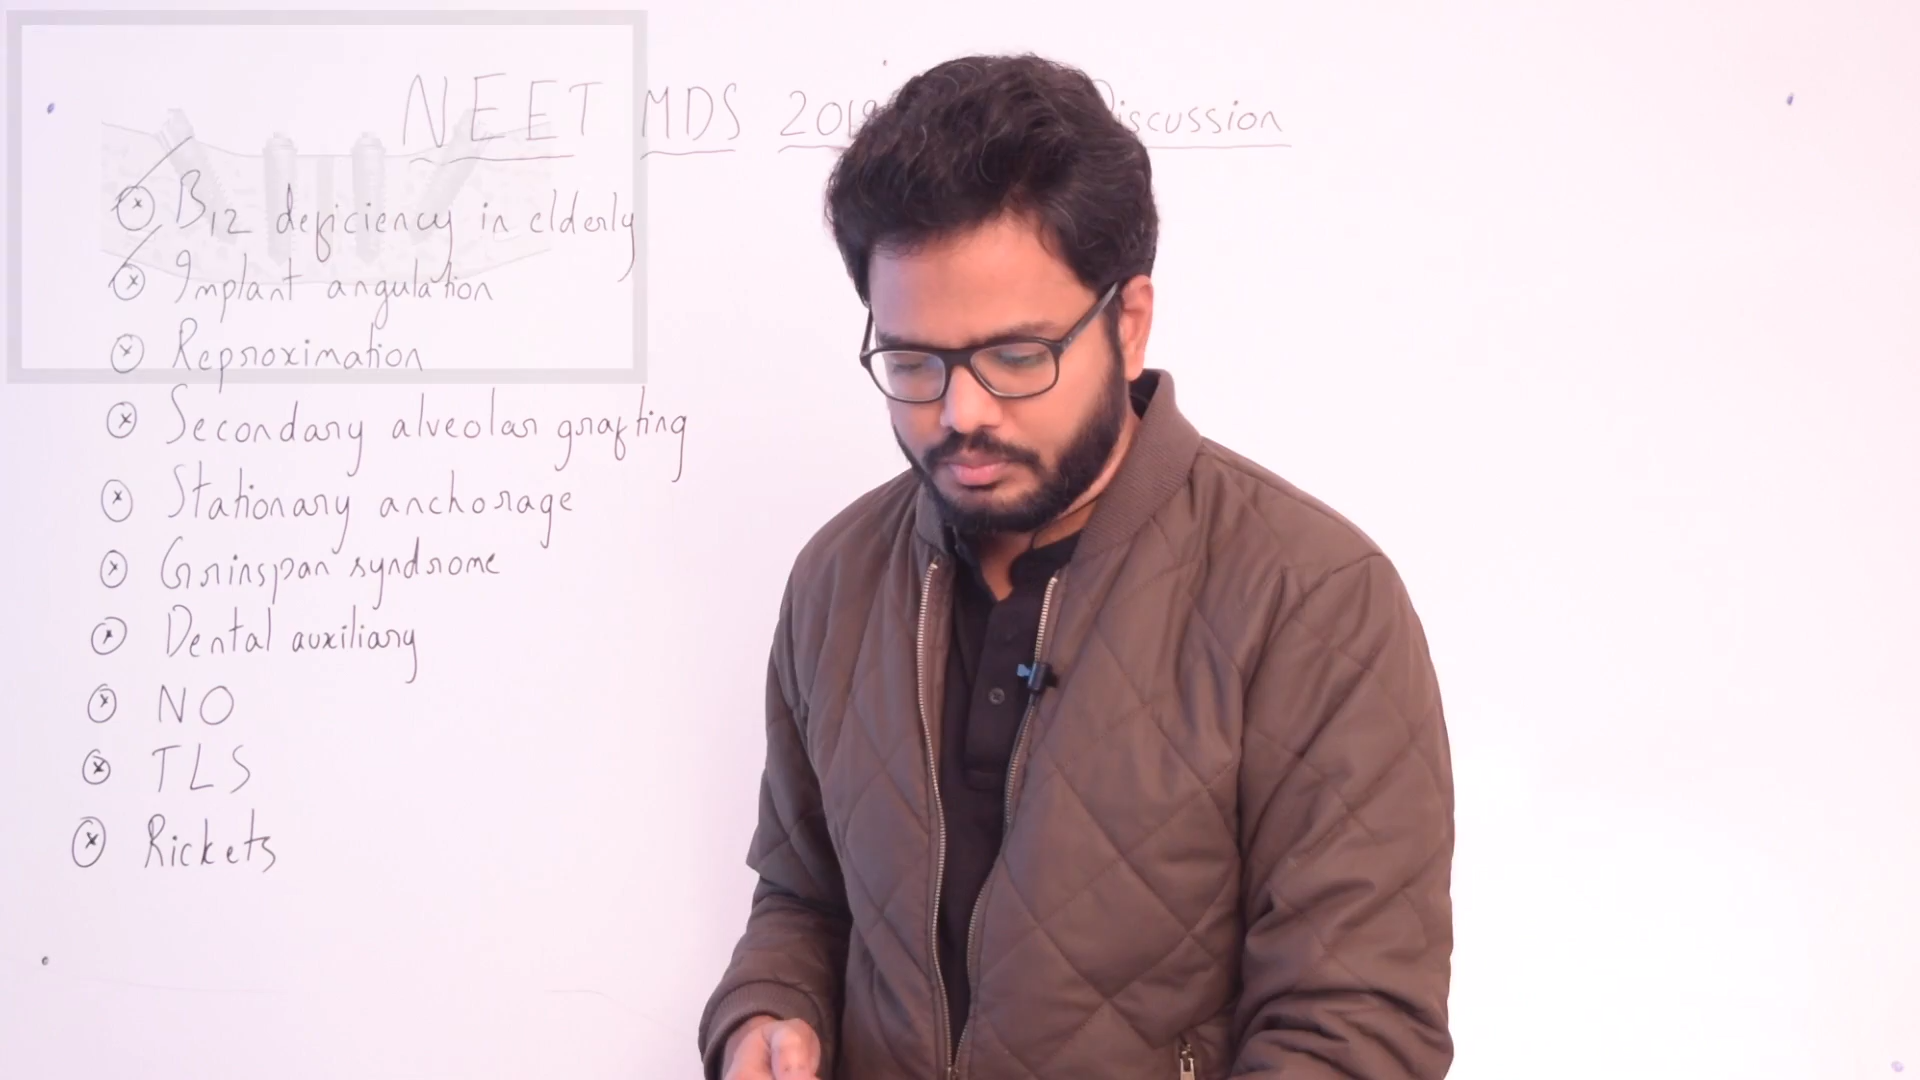 NEET MDS 2019 Discussion
B12 deficiency in elderly
Implant angulation
Reproximation
Secondary alveolar grafting
Stationary anchorage
Grinspan syndrome
Dental auxiliary
NO
TLS
Rickets